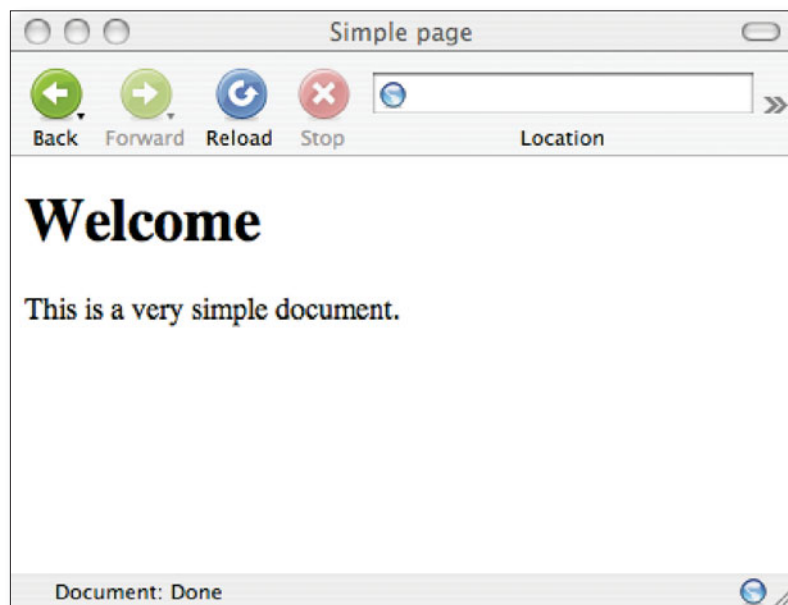 Simple page
Back Forward Reload Stop Location
Welcome
This is a very simple document.
Document: Done